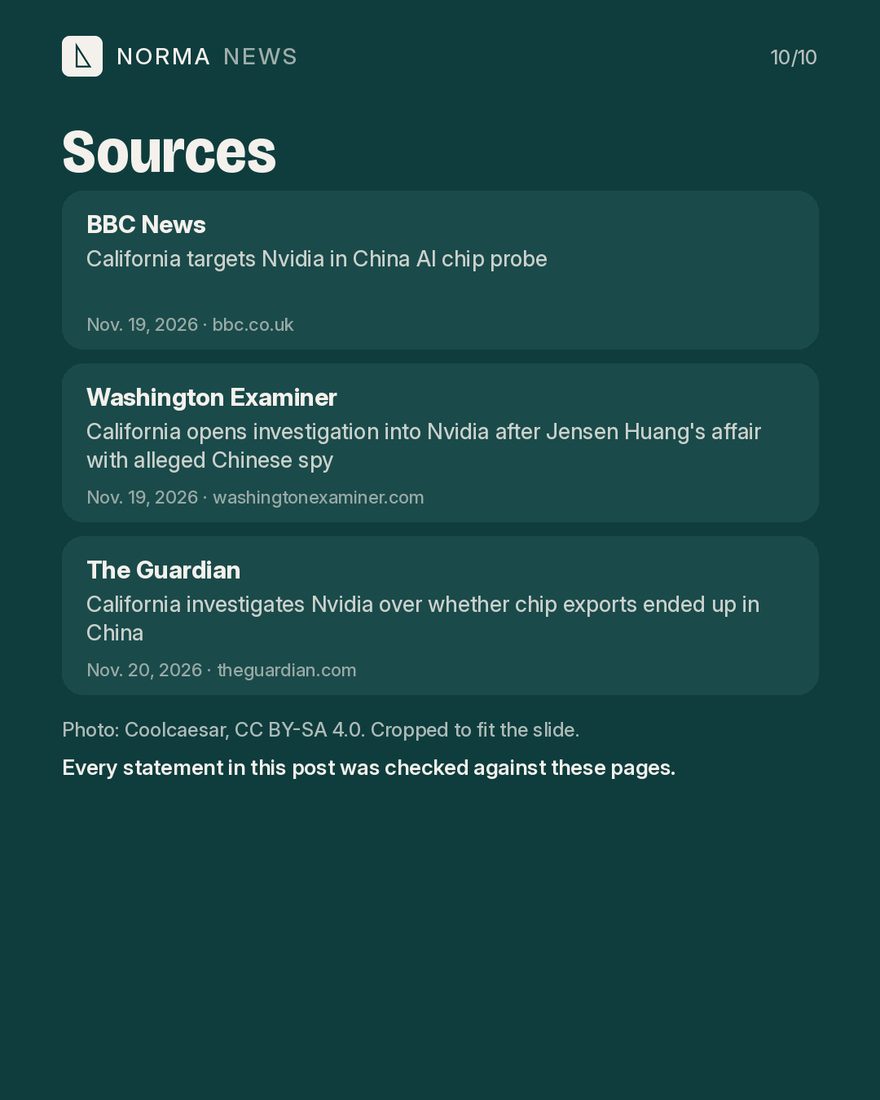 NORMA NEWS
10/10
Sources
BBC News
California targets Nvidia in China AI chip probe
Nov. 19, 2026 · bbc.co.uk
Washington Examiner
California opens investigation into Nvidia after Jensen Huang's affair
with alleged Chinese spy
Nov. 19, 2026 · washingtonexaminer.com
The Guardian
California investigates Nvidia over whether chip exports ended up in
China
Nov. 20, 2026 · theguardian.com
Photo: Coolcaesar, CC BY-SA 4.0. Cropped to fit the slide.
Every statement in this post was checked against these pages.